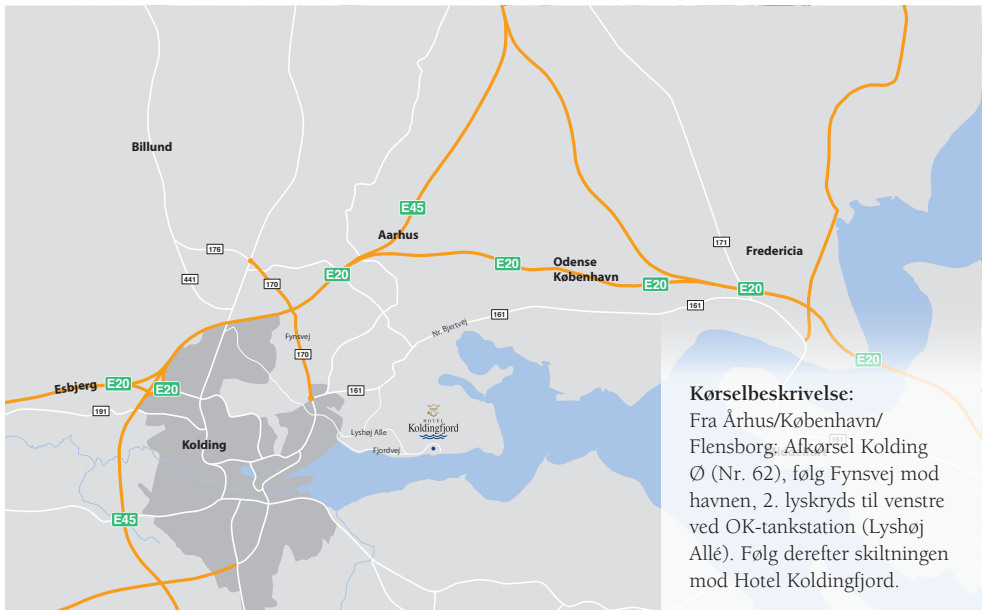 Billund
E45
Aarhus
176
171
Fredericia
Odense
København
441
170
E20
E20
E20
E20
161
161
Nr. Bjertvej
Fynsvej
170
E20
Esbjerg
E20
E20
161
191
HOTEL
Koldingfjord
Lyshøj Alle
Fjordvej
Kolding
E45
Kørselbeskrivelse:
Fra Århus/København/
Flensborg: Afkørsel Kolding
Ø (Nr. 62), følg Fynsvej mod
havnen, 2. lyskryds til venstre
ved OK-tankstation (Lyshøj
Allé). Følg derefter skiltningen
mod Hotel Koldingfjord.
161